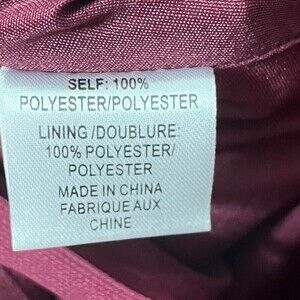 SELF: 100%
POLYESTER/POLYESTER
LINING/DOUBLURE:
100% POLYESTER/
POLYESTER
MADE IN CHINA
FABRIQUE AUX
CHINE